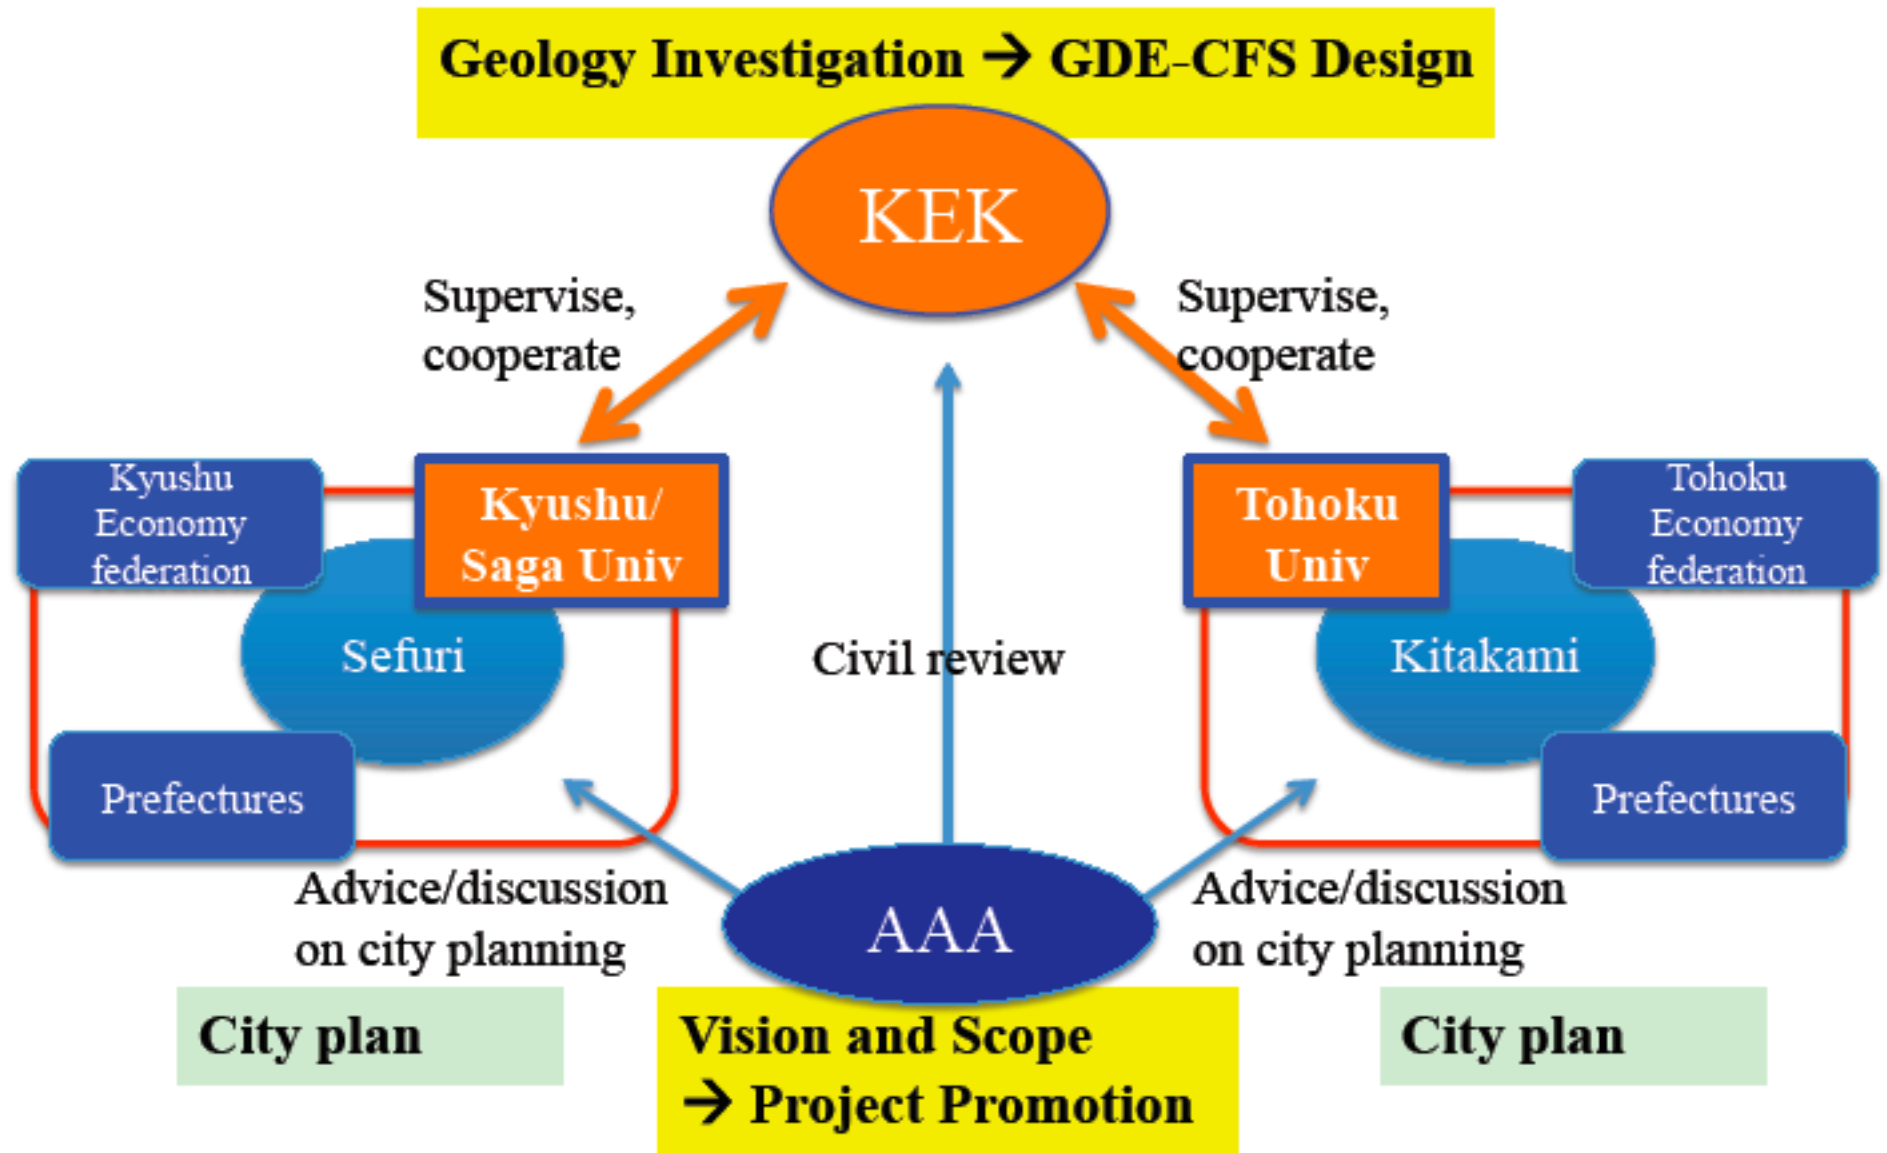 Geology Investigation → GDE-CFS Design
KEK
Supervise,
cooperate
Supervise,
cooperate
Kyushu
Economy
federation
Kyushu/
Saga Univ
Sefuri
Prefectures
Civil review
Tohoku
Univ
Tohoku
Economy
federation
Kitakami
Prefectures
Advice/discussion
on city planning
AAA
Advice/discussion
on city planning
City plan
Vision and Scope
→ Project Promotion
City plan